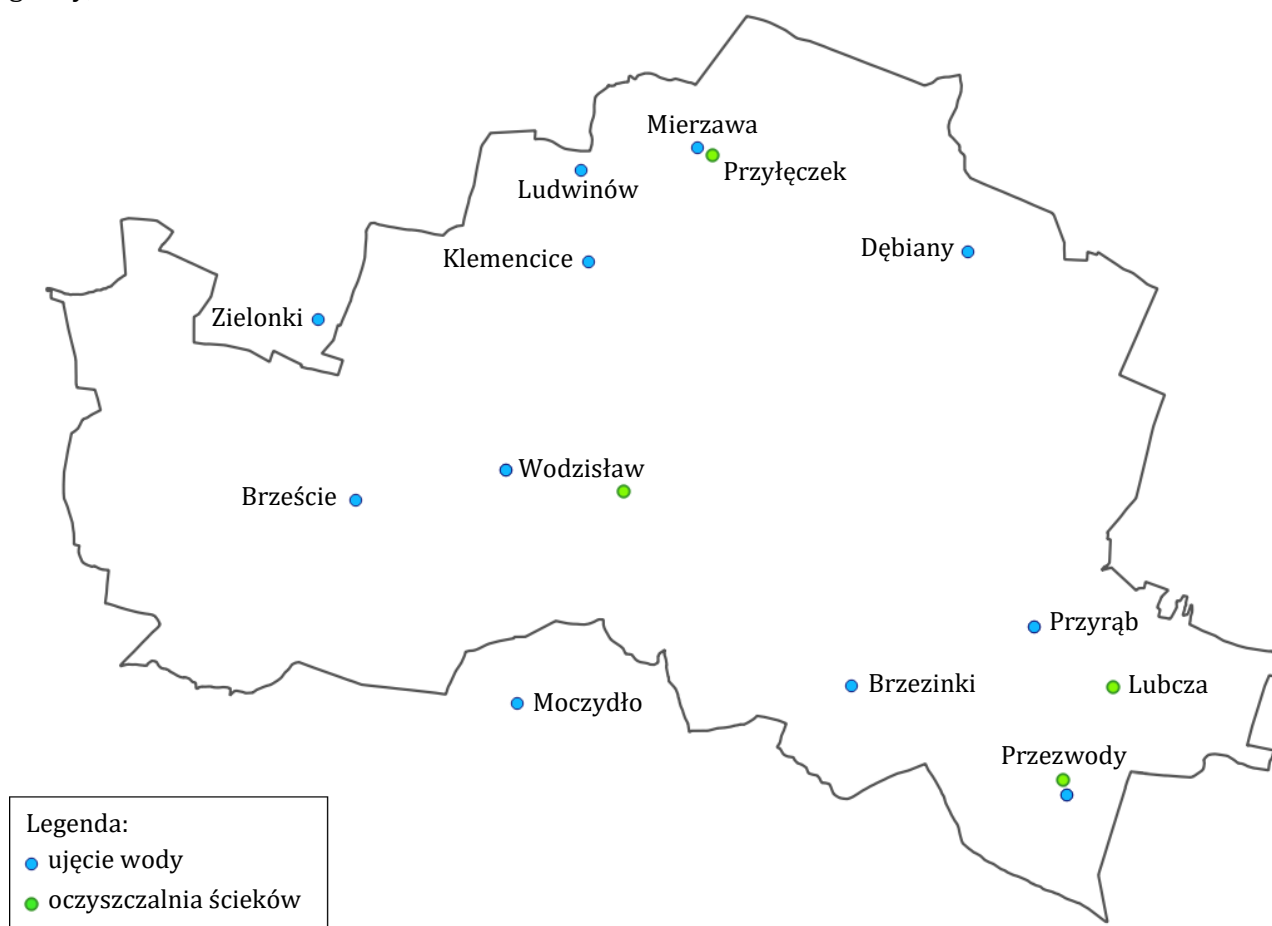 Mierzawa
Przyłęczek
Ludwinów
Dębiany
Klemencice
Zielonki
Wodzisław
Brzeście
Przyrąb
Brzezinki
Lubcza
Moczydło
Przezwody
Legenda:
ujęcie wody
oczyszczalnia ścieków